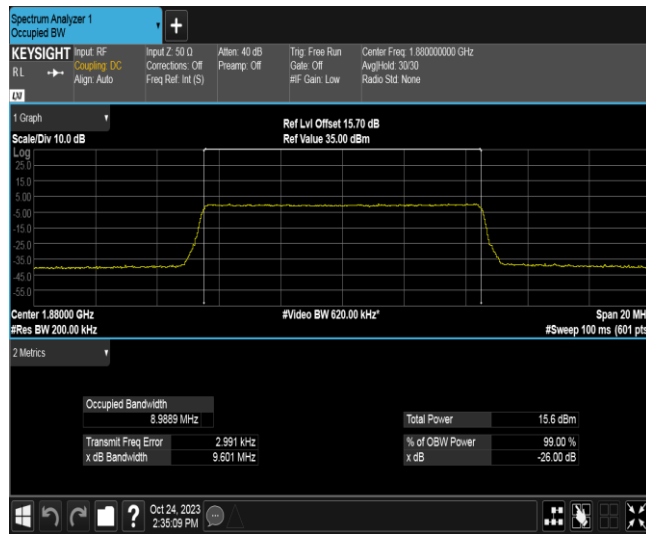 Spectrum Analyzer 1
Occupied BW
+
KEYSIGHT
RL
LXI
Input: RF
Coupling: DC
Align: Auto
Input Z: 50 Ω
Corrections: Off
Freq Ref: Int (S)
Atten: 40 dB
Preamp: Off
Trig: Free Run
Gate: Off
#IF Gain: Low
Center Freq: 1.880000000 GHz
Avg|Hold: 30/30
Radio Std: None
1 Graph
Scale/Div 10.0 dB
Ref Lvl Offset 15.70 dB
Ref Value 35.00 dBm
Log
25.0
15.0
5.00
-5.00
-15.0
-25.0
-35.0
-45.0
-55.0
Center 1.88000 GHz
#Res BW 200.00 kHz
#Video BW 620.00 kHz*
Span 20 MH
#Sweep 100 ms (601 pts
2 Metrics
Occupied Bandwidth
8.9889 MHz
Transmit Freq Error 2.991 kHz
x dB Bandwidth 9.601 MHz
Total Power 15.6 dBm
% of OBW Power 99.00 %
x dB -26.00 dB
?
Oct 24, 2023
2:35:09 PM